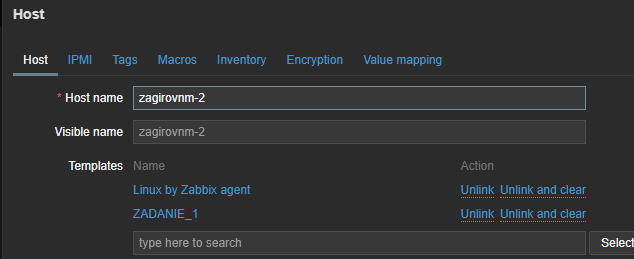 Host
Host IPMI Tags Macros Inventory Encryption Value mapping
* Host name zagirovnm-2
Visible name zagirovnm-2
Templates Name Action
Linux by Zabbix agent Unlink Unlink and clear
ZADANIE_1 Unlink Unlink and clear
type here to search Select